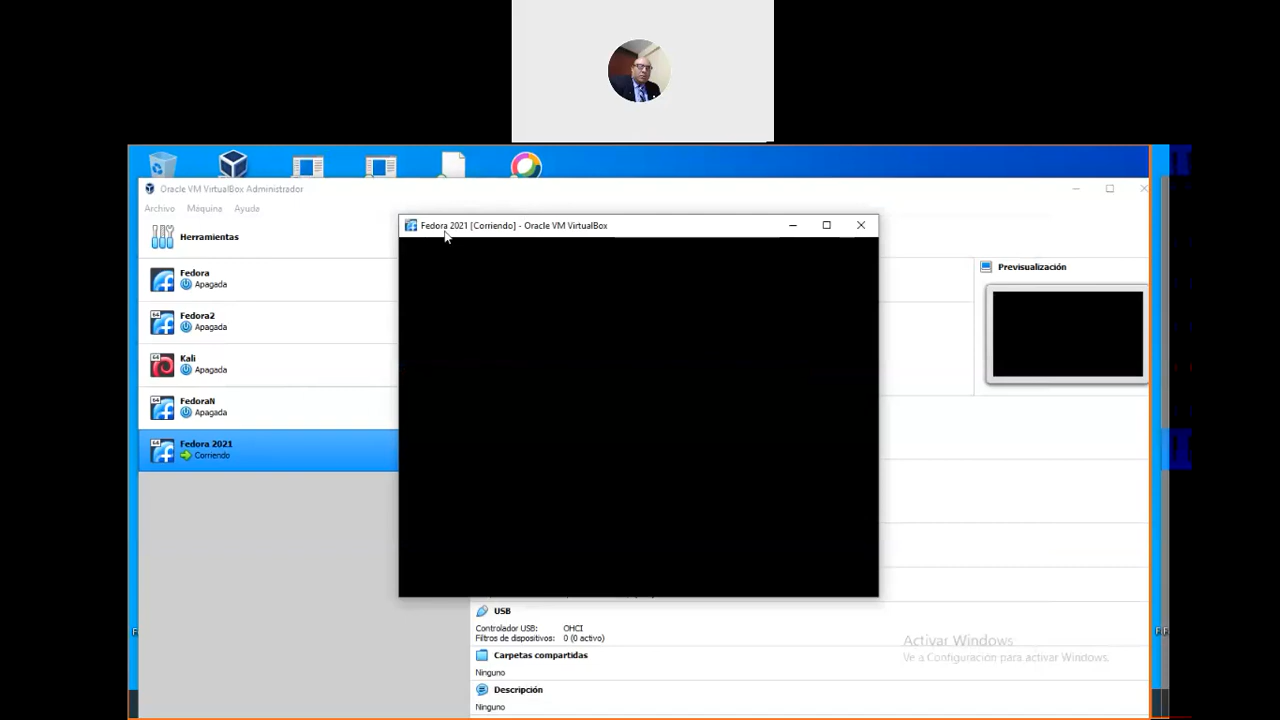 Oracle VM VirtualBox Administrador
Archivo Máquina Ayuda
Herramientas
Fedora 2021 [Corriendo] - Oracle VM VirtualBox
Previsualización
Fedora
Apagada
Fedora2
Apagada
Kali
Apagada
FedoraN
Apagada
Fedora 2021
Corriendo
USB
Controlador USB: OHCI
Filtros de dispositivos: 0 (0 activo)
Carpetas compartidas
Ninguno
Descripción
Ninguno
Activar Windows
Ve a Configuración para activar Windows.